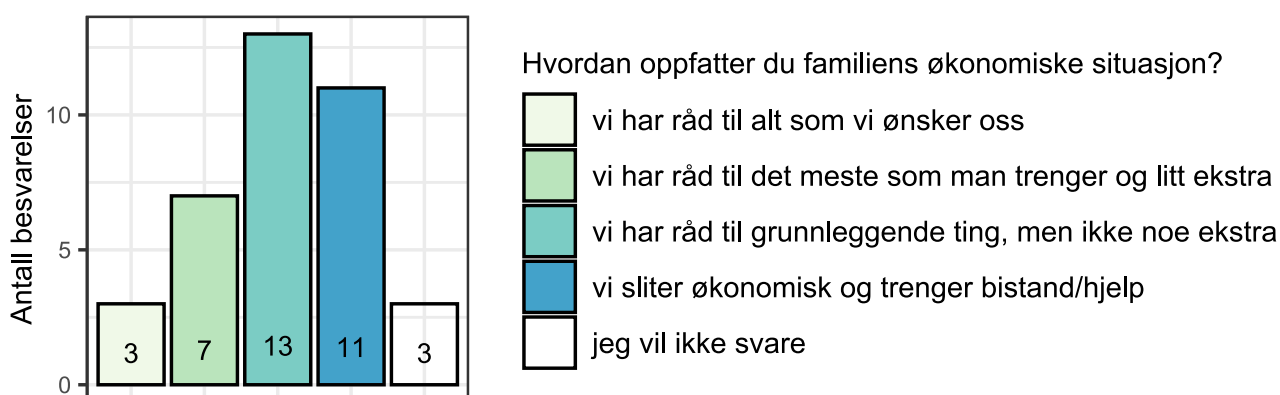 Hvordan oppfatter du familiens økonomiske situasjon?
vi har råd til alt som vi ønsker oss
vi har råd til det meste som man trenger og litt ekstra
vi har råd til grunnleggende ting, men ikke noe ekstra
vi sliter økonomisk og trenger bistand/hjelp
jeg vil ikke svare
Antall besvarelser
10
5
0
3 7 13 11 3